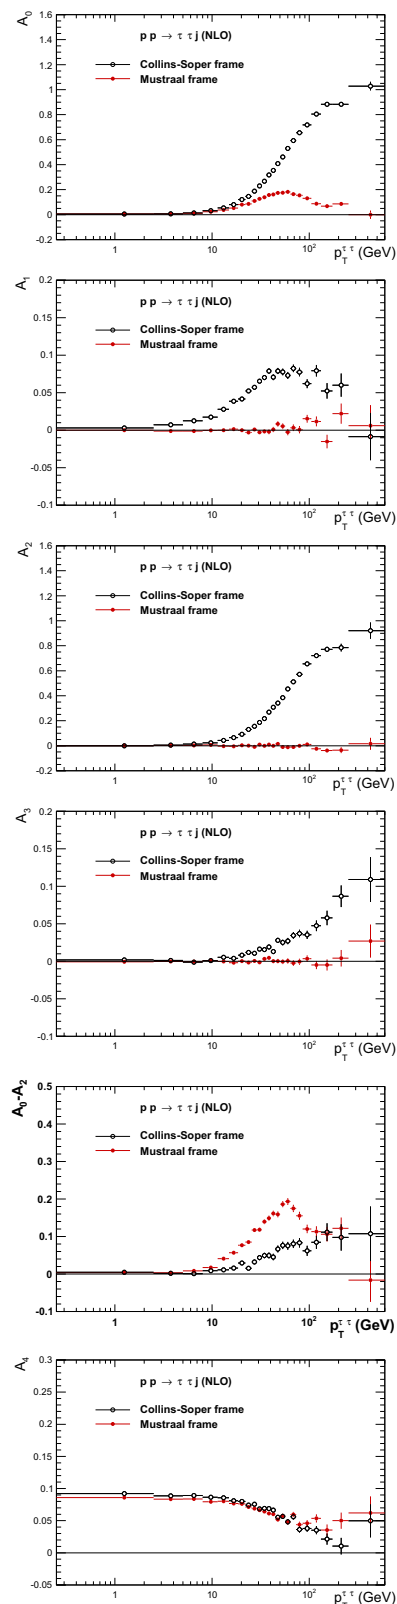 A₀
1.6
p p → τ τ j (NLO)
1.4
1.2
Collins-Soper frame
Mustraal frame
1
0.8
0.6
0.4
0.2
0
-0.2
1 10 10²
p_T^{τ τ} (GeV)
A₁
0.2
p p → τ τ j (NLO)
0.15
Collins-Soper frame
Mustraal frame
0.1
0.05
0
-0.05
-0.1
1 10 10²
p_T^{τ τ} (GeV)
A₂
1.6
p p → τ τ j (NLO)
1.4
1.2
Collins-Soper frame
Mustraal frame
1
0.8
0.6
0.4
0.2
0
-0.2
1 10 10²
p_T^{τ τ} (GeV)
A₃
0.2
p p → τ τ j (NLO)
0.15
Collins-Soper frame
Mustraal frame
0.1
0.05
0
-0.05
-0.1
1 10 10²
p_T^{τ τ} (GeV)
A₀-A₂
0.5
p p → τ τ j (NLO)
0.4
Collins-Soper frame
Mustraal frame
0.3
0.2
0.1
0
-0.1
1 10 10²
p_T^{τ τ} (GeV)
A₄
0.3
p p → τ τ j (NLO)
0.25
Collins-Soper frame
Mustraal frame
0.2
0.15
0.1
0.05
0
-0.05
1 10 10²
p_T^{τ τ} (GeV)